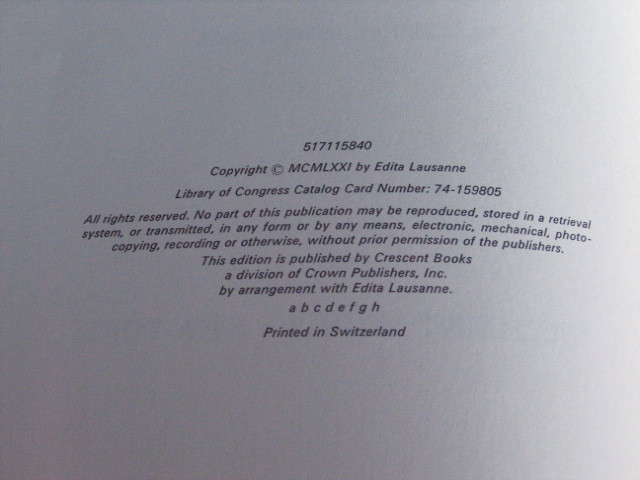 517115840
Copyright © MCMLXXI by Edita Lausanne
Library of Congress Catalog Card Number: 74-159805
All rights reserved. No part of this publication may be reproduced, stored in a retrieval
system, or transmitted, in any form or by any means, electronic, mechanical, photo-
copying, recording or otherwise, without prior permission of the publishers.
This edition is published by Crescent Books
a division of Crown Publishers, Inc.
by arrangement with Edita Lausanne.
a b c d e f g h
Printed in Switzerland